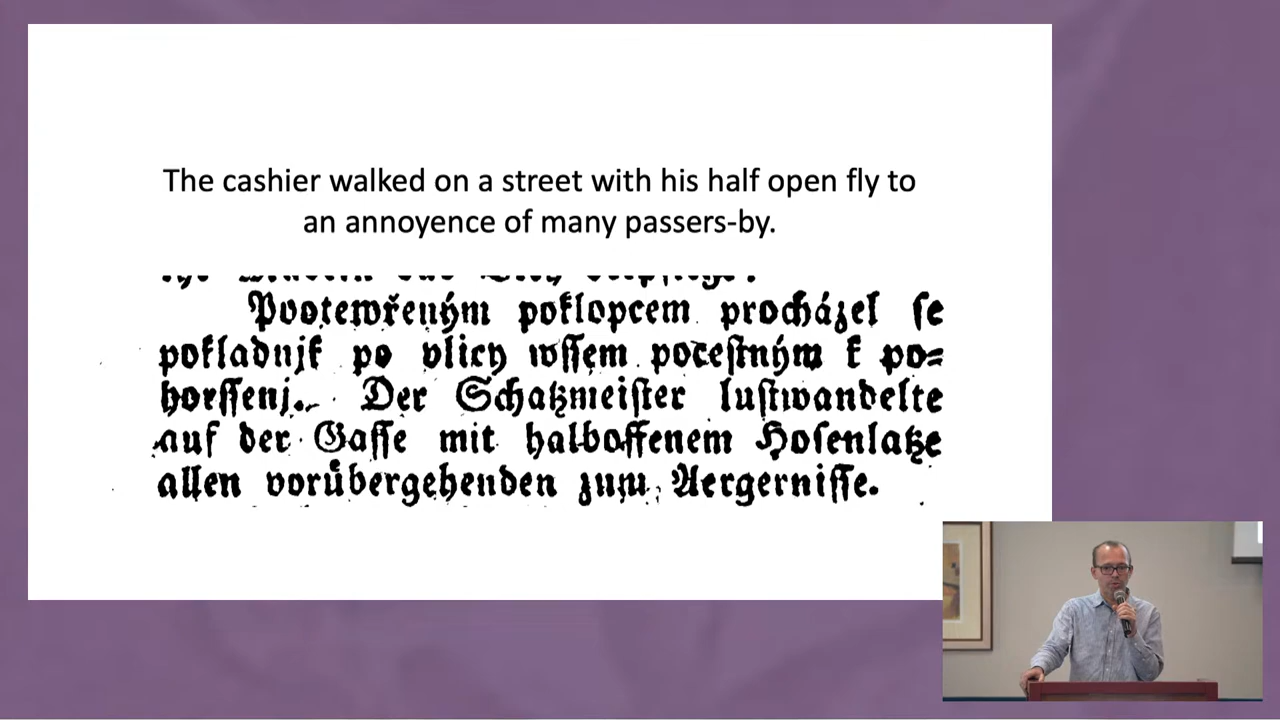 The cashier walked on a street with his half open fly to
an annoyence of many passers-by.
Pootewřeným poklopcem procházel ſe
pokladnjk po vlicy wſſem poceſtným k po=
horſſenj. Der Schatzmeiſter luſtwandelte
auf der Gaſſe mit halboffenem Hoſenlatze
allen vorübergehenden zum Aergerniſſe.